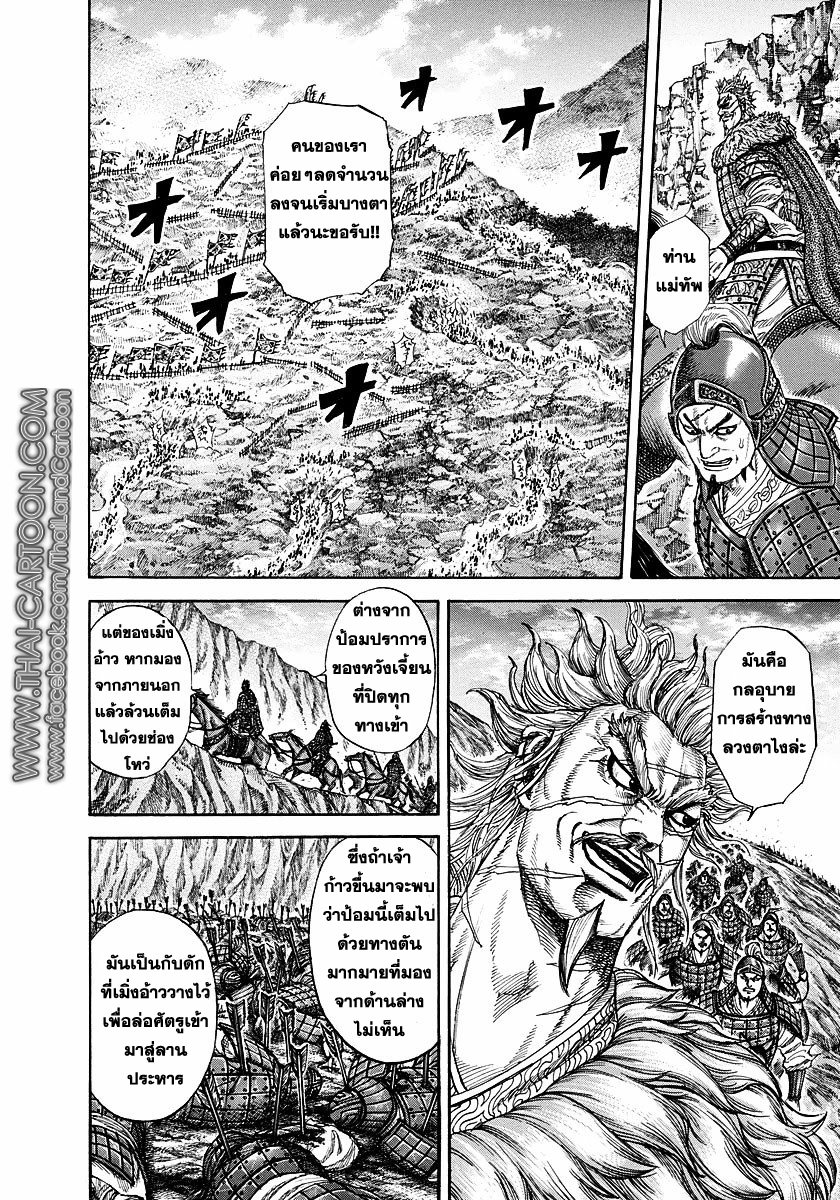 ท่าน
แม่ทัพ
คนของเรา
ค่อยๆลดจำนวน
ลงจนเริ่มบางตา
แล้วนะขอรับ!!
オ
オ
オ
オ
オ
オ
มันคือ
กลอุบาย
การสร้างทาง
ลวงตาไงล่ะ
ต่างจาก
ป้อมปราการ
ของหวังเจี้ยน
ที่ปิดทุก
ทางเข้า
แต่ของเมิ่ง
อ้าว หากมอง
จากภายนอก
แล้วล้วนเต็ม
ไปด้วยช่อง
โหว่
ซึ่งถ้าเจ้า
ก้าวขึ้นมาจะพบ
ว่าป้อมนี้เต็มไป
ด้วยทางตัน
มากมายที่มอง
จากด้านล่าง
ไม่เห็น
มันเป็นกับดัก
ที่เมิ่งอ้าววางไว้
เพื่อล่อศัตรูเข้า
มาสู่ลาน
ประหาร
WWW.THAI-CARTOON.COM
www.facebook.com/ThaiLandCartoon